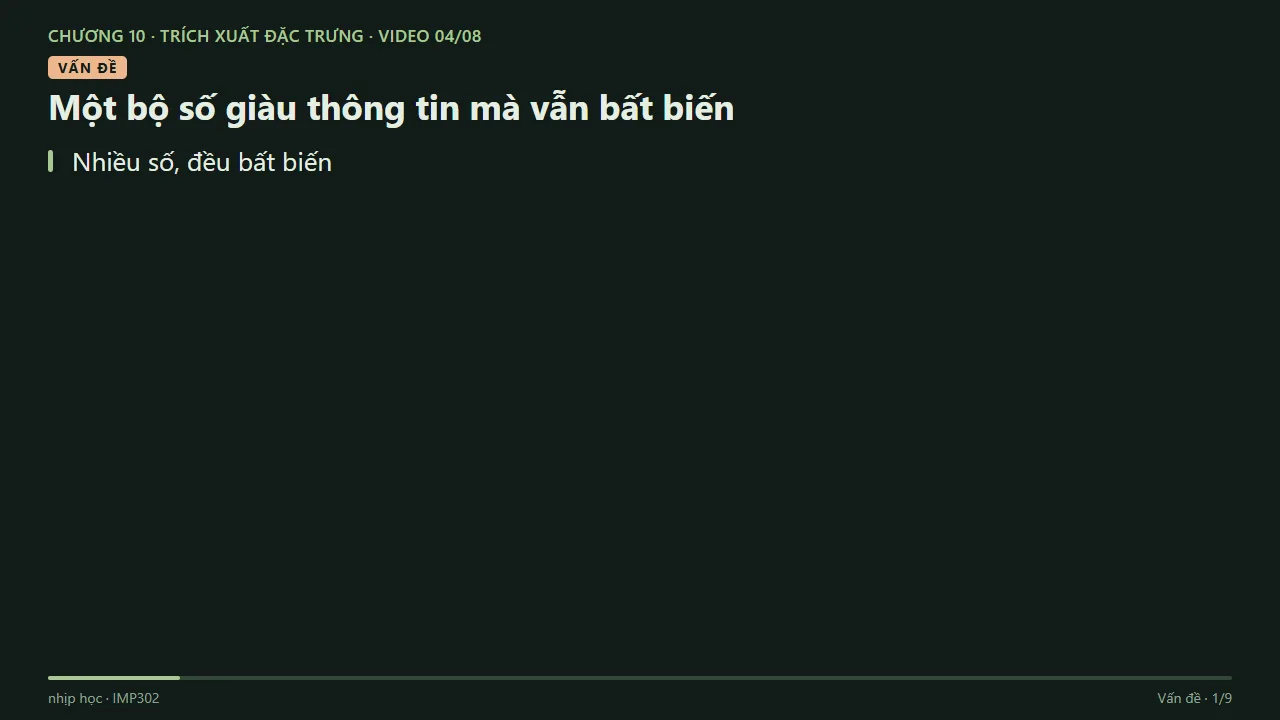 CHƯƠNG 10 · TRÍCH XUẤT ĐẶC TRƯNG · VIDEO 04/08
VẤN ĐỀ
Một bộ số giàu thông tin mà vẫn bất biến
Nhiều số, đều bất biến
nhịp học · IMP302
Vấn đề · 1/9